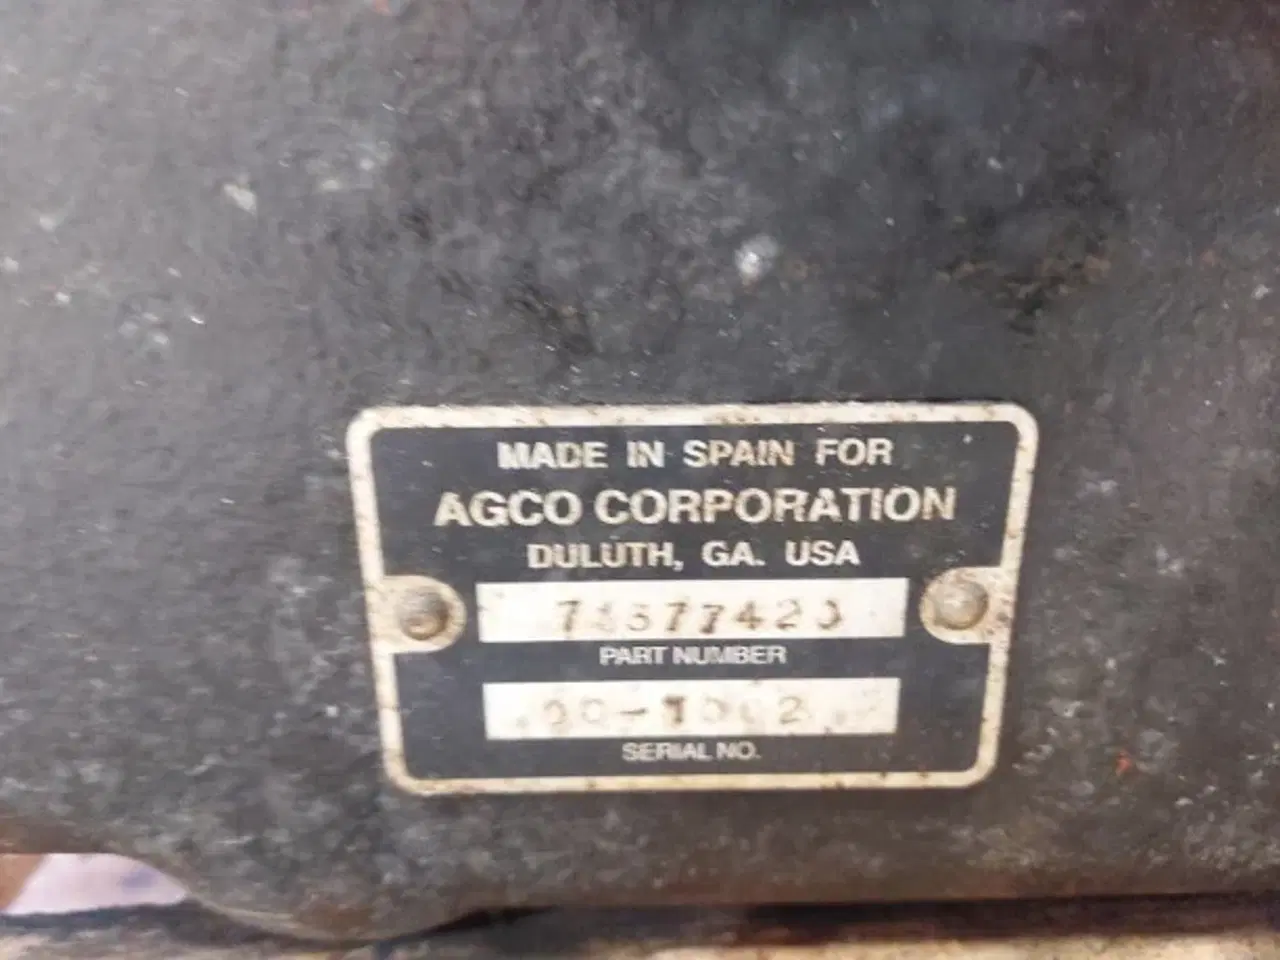 MADE IN SPAIN FOR
AGCO CORPORATION
DULUTH, GA. USA
PART NUMBER
SERIAL NO.